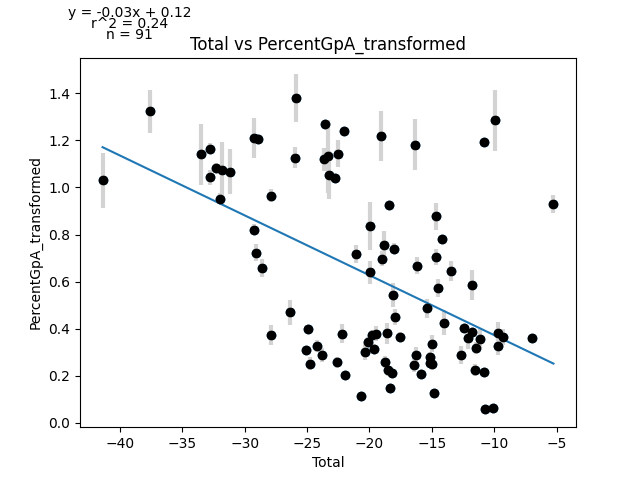 y = -0.03x + 0.12
r^2 = 0.24
n = 91
Total vs PercentGpA_transformed
PercentGpA_transformed
1.4
1.2
1.0
0.8
0.6
0.4
0.2
0.0
−40 −35 −30 −25 −20 −15 −10 −5
Total